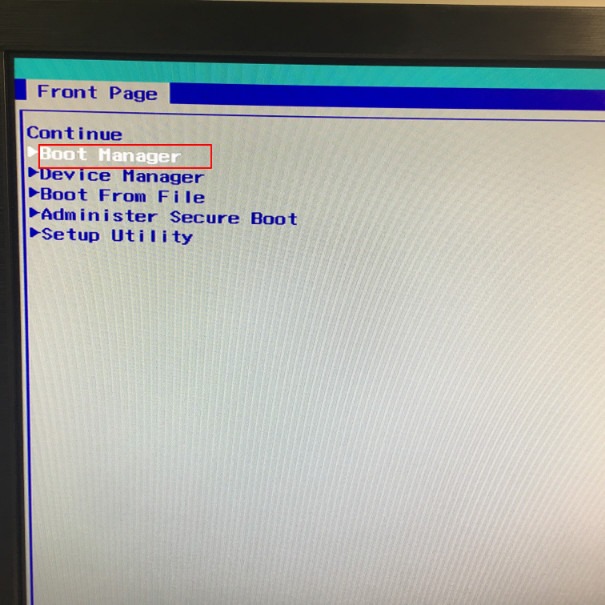 Front Page
Continue
Boot Manager
Device Manager
Boot From File
Administer Secure Boot
Setup Utility